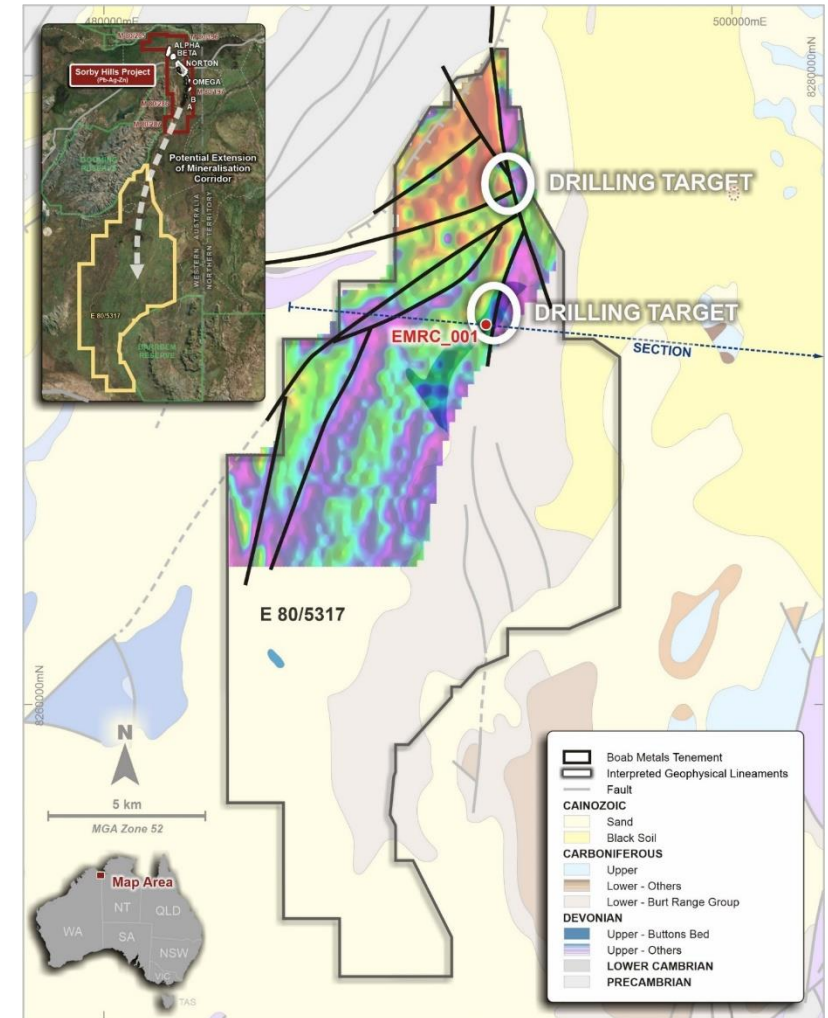 480000mE
500000mE
8280000mN
8260000mN
ALPHA
BETA
NORTON
OMEGA
B
A
Sorby Hills Project
(Pb-Ag-Zn)
Potential Extension
of Mineralisation
Corridor
WESTERN AUSTRALIA
NORTHERN TERRITORY
E 80/5317
RESERVE
RESERVE
DRILLING TARGET
DRILLING TARGET
EMRC_001
SECTION
E 80/5317
N
5 km
MGA Zone 52
Map Area
WA
NT
QLD
SA
NSW
VIC
TAS
Boab Metals Tenement
Interpreted Geophysical Lineaments
Fault
CAINOZOIC
Sand
Black Soil
CARBONIFEROUS
Upper
Lower - Others
Lower - Burt Range Group
DEVONIAN
Upper - Buttons Bed
Upper - Others
LOWER CAMBRIAN
PRECAMBRIAN